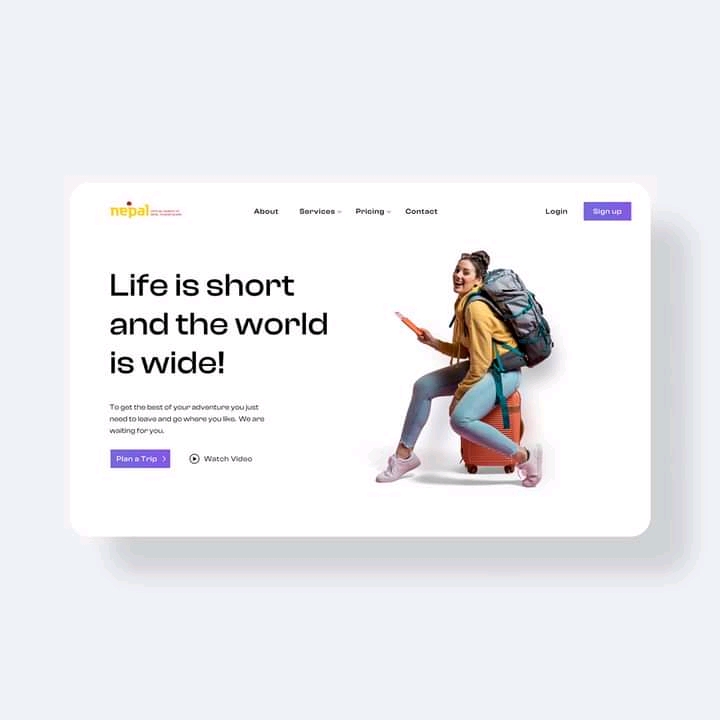 nepal
About
Services
Pricing
Contact
Login
Sign up
Life is short
and the world
is wide!
To get the best of your adventure you just
need to leave and go where you like. We are
waiting for you.
Plan a Trip
Watch Video